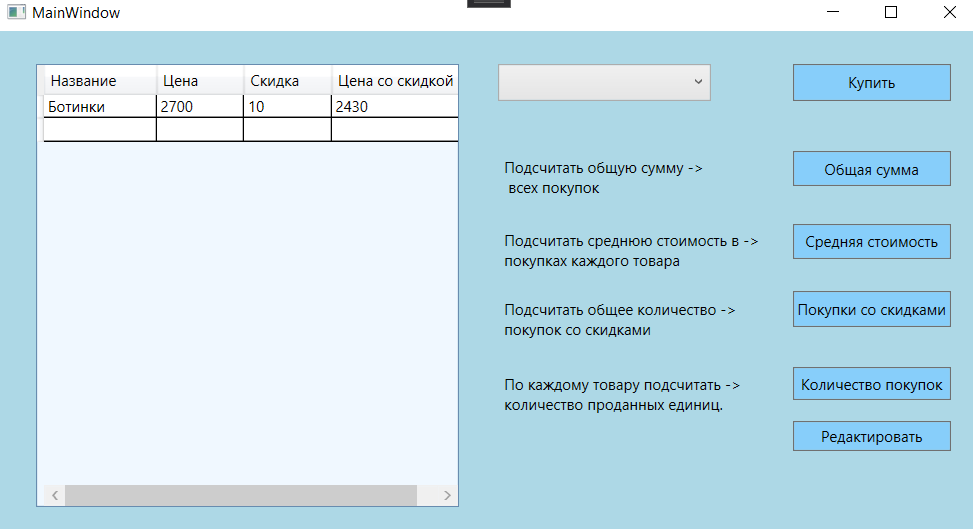 MainWindow
Название Цена Скидка Цена со скидкой
Ботинки 2700 10 2430
Купить
Подсчитать общую сумму ->
всех покупок
Общая сумма
Подсчитать среднюю стоимость в ->
покупках каждого товара
Средняя стоимость
Подсчитать общее количество ->
покупок со скидками
Покупки со скидками
По каждому товару подсчитать ->
количество проданных единиц.
Количество покупок
Редактировать